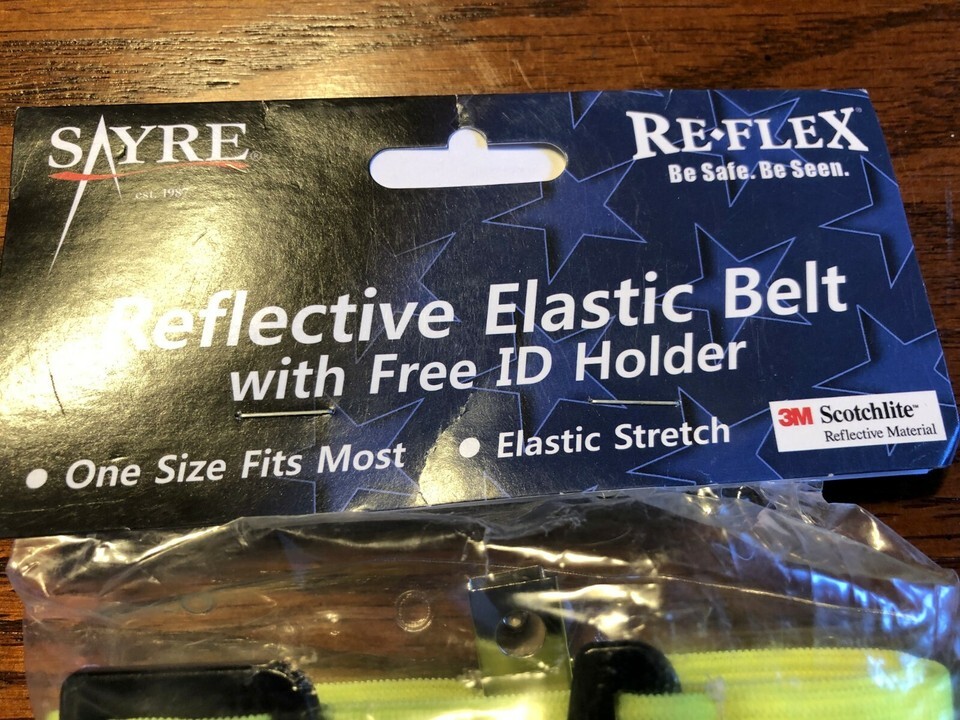 SAYRE
est. 1987
RE•FLEX
Be Safe. Be Seen.
Reflective Elastic Belt
with Free ID Holder
• One Size Fits Most • Elastic Stretch
3M Scotchlite™
Reflective Material